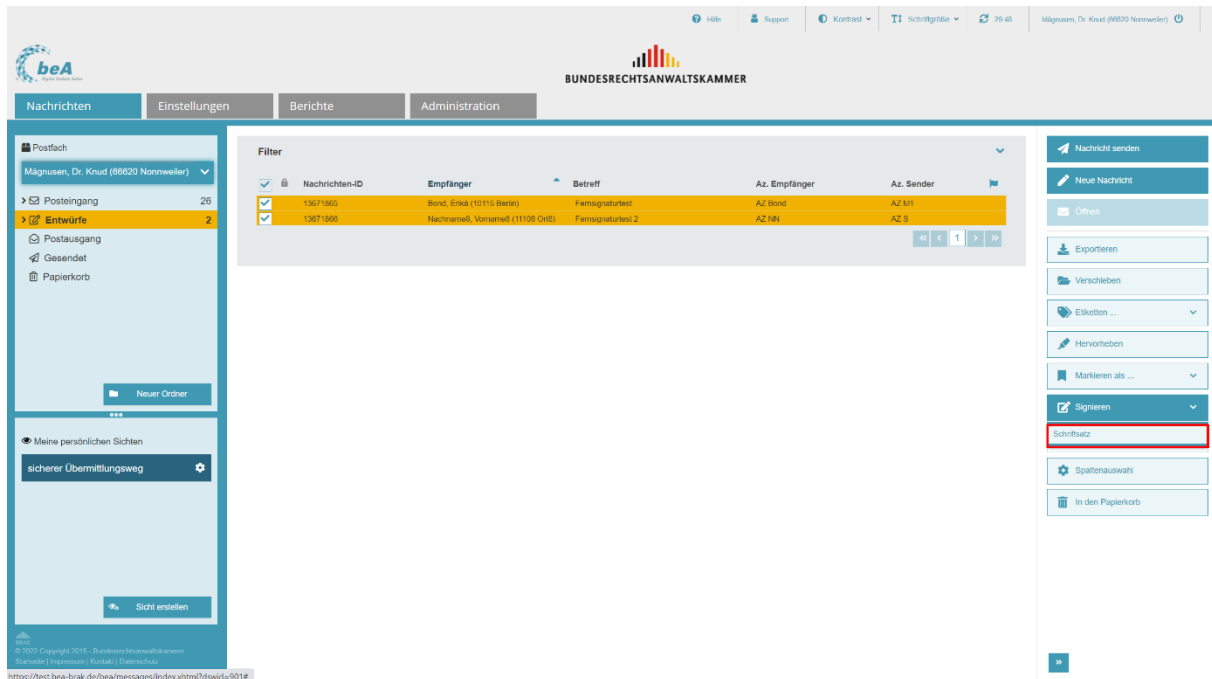 Hilfe Support Kontrast Schriftgröße 29:48 Mägnusen, Dr. Knud (66620 Nonnweiler)
beA
BUNDESRECHTSANWALTSKAMMER
Nachrichten Einstellungen Berichte Administration
Postfach
Mägnusen, Dr. Knud (66620 Nonnweiler)
Posteingang 26
Entwürfe 2
Postausgang
Gesendet
Papierkorb
Neuer Ordner
Meine persönlichen Sichten
sicherer Übermittlungsweg
Sicht erstellen
© 2022 Copyright 2015 - Bundesrechtsanwaltskammer
Startseite | Impressum | Kontakt | Datenschutz
https://test.bea-brak.de/bea/messages/index.xhtml?dswid=-901#
Filter
Nachrichten-ID Empfänger Betreff Az. Empfänger Az. Sender
13671865 Bond, Érikà (10115 Berlin) Fernsignaturtest AZ Bond AZ M1
13671866 Nachnameß, Vornameß (11108 Ortß) Fernsignaturtest 2 AZ NN AZ S
« < 1 > »
Nachricht senden
Neue Nachricht
Öffnen
Exportieren
Verschieben
Etiketten ...
Hervorheben
Markieren als ...
Signieren
Schriftsatz
Spaltenauswahl
In den Papierkorb
»